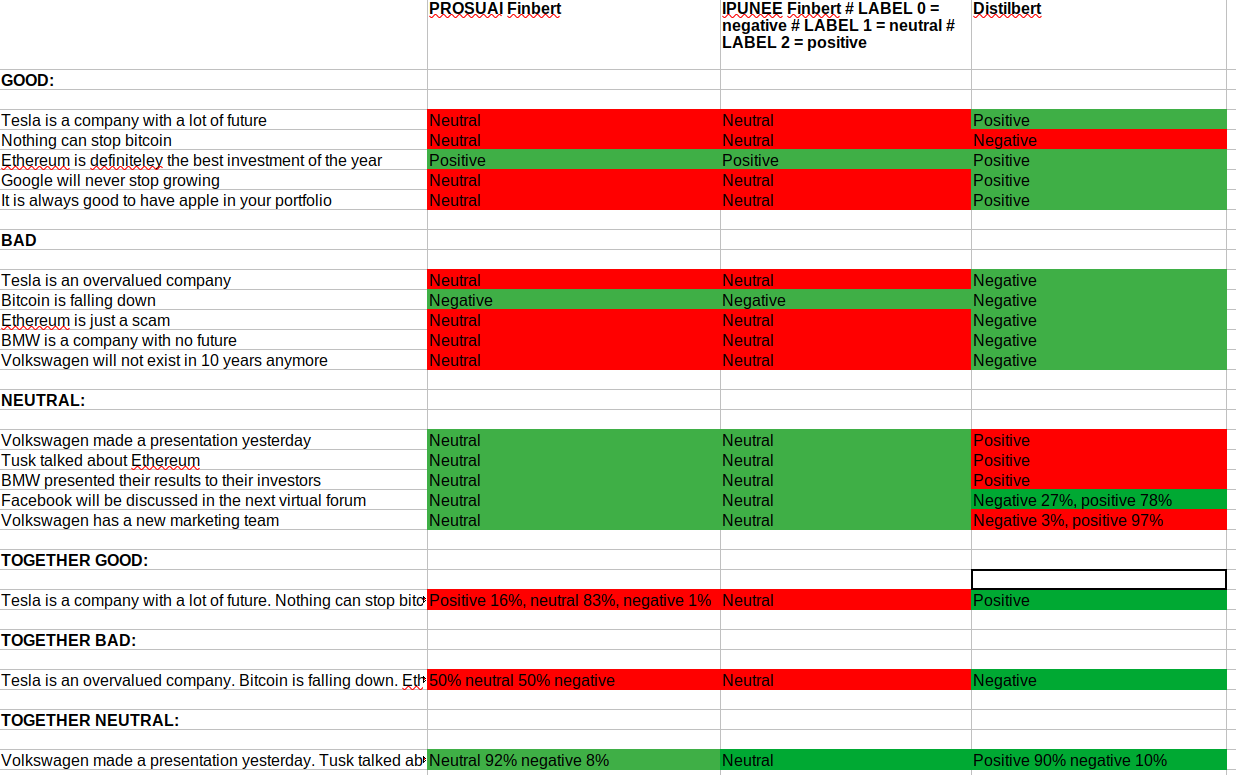 PROSUAI Finbert IPUNEE Finbert # LABEL 0 = Distilbert
negative # LABEL 1 = neutral #
LABEL 2 = positive
GOOD:
Tesla is a company with a lot of future Neutral Neutral Positive
Nothing can stop bitcoin Neutral Neutral Negative
Ethereum is definiteley the best investment of the year Positive Positive Positive
Google will never stop growing Neutral Neutral Positive
It is always good to have apple in your portfolio Neutral Neutral Positive
BAD
Tesla is an overvalued company Neutral Neutral Negative
Bitcoin is falling down Negative Negative Negative
Ethereum is just a scam Neutral Neutral Negative
BMW is a company with no future Neutral Neutral Negative
Volkswagen will not exist in 10 years anymore Neutral Neutral Negative
NEUTRAL:
Volkswagen made a presentation yesterday Neutral Neutral Positive
Tusk talked about Ethereum Neutral Neutral Positive
BMW presented their results to their investors Neutral Neutral Positive
Facebook will be discussed in the next virtual forum Neutral Neutral Negative 27%, positive 78%
Volkswagen has a new marketing team Neutral Neutral Negative 3%, positive 97%
TOGETHER GOOD:
Tesla is a company with a lot of future. Nothing can stop bitc Positive 16%, neutral 83%, negative 1% Neutral Positive
TOGETHER BAD:
Tesla is an overvalued company. Bitcoin is falling down. Eth 50% neutral 50% negative Neutral Negative
TOGETHER NEUTRAL:
Volkswagen made a presentation yesterday. Tusk talked ab Neutral 92% negative 8% Neutral Positive 90% negative 10%